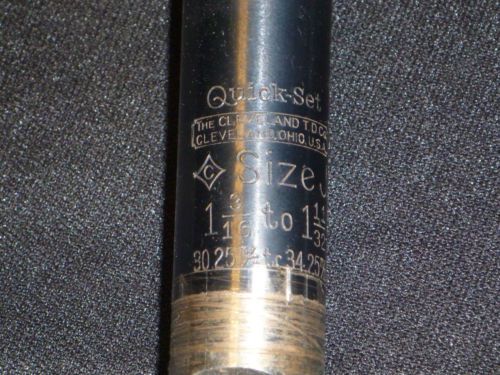 Quick-Set
THE CLEVELAND T.D.CO.
CLEVELAND, OHIO, U.S.A.
C Size J
1 3/16 to 1 11/32
30.25 to 34.25